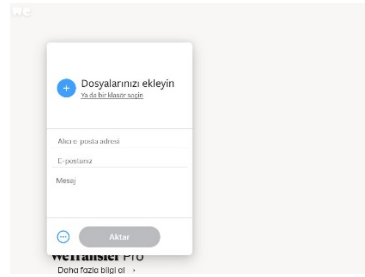 we
Dosyalarınızı ekleyin
Ya da bir klasör seçin
Alıcı e-posta adresi
E-postanız
Mesaj
Aktar
WeTransfer Pro
Daha fazla bilgi al